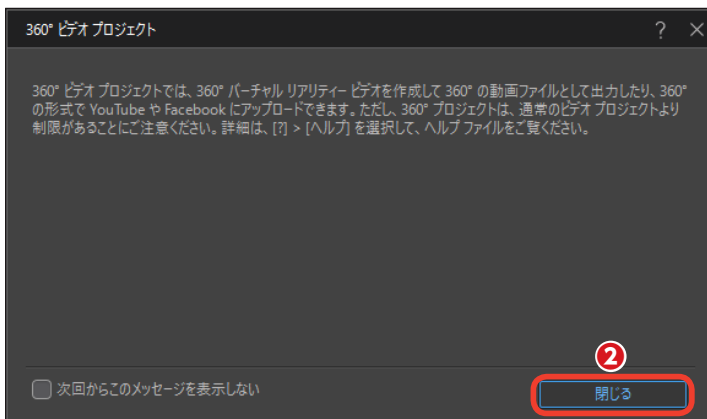 360° ビデオ プロジェクト
? ×
360° ビデオ プロジェクトでは、360° バーチャル リアリティー ビデオを作成して 360° の動画ファイルとして出力したり、360°
の形式で YouTube や Facebook にアップロードできます。ただし、360° プロジェクトは、通常のビデオ プロジェクトより
制限があることにご注意ください。詳細は、[?] > [ヘルプ] を選択して、ヘルプ ファイルをご覧ください。
2
次回からこのメッセージを表示しない
閉じる